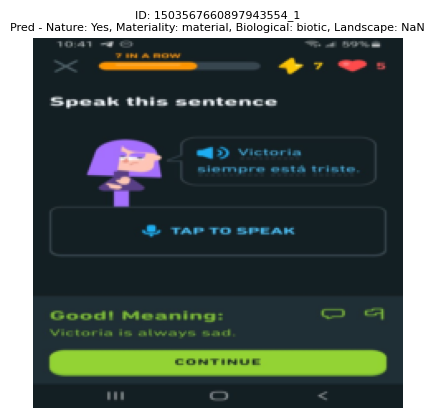 ID: 1503567660897943554_1
Pred - Nature: Yes, Materiality: material, Biological: biotic, Landscape: NaN
10:41 59%
7 IN A ROW
7 5
Speak this sentence
Victoria
siempre está triste.
TAP TO SPEAK
Good! Meaning:
Victoria is always sad.
CONTINUE